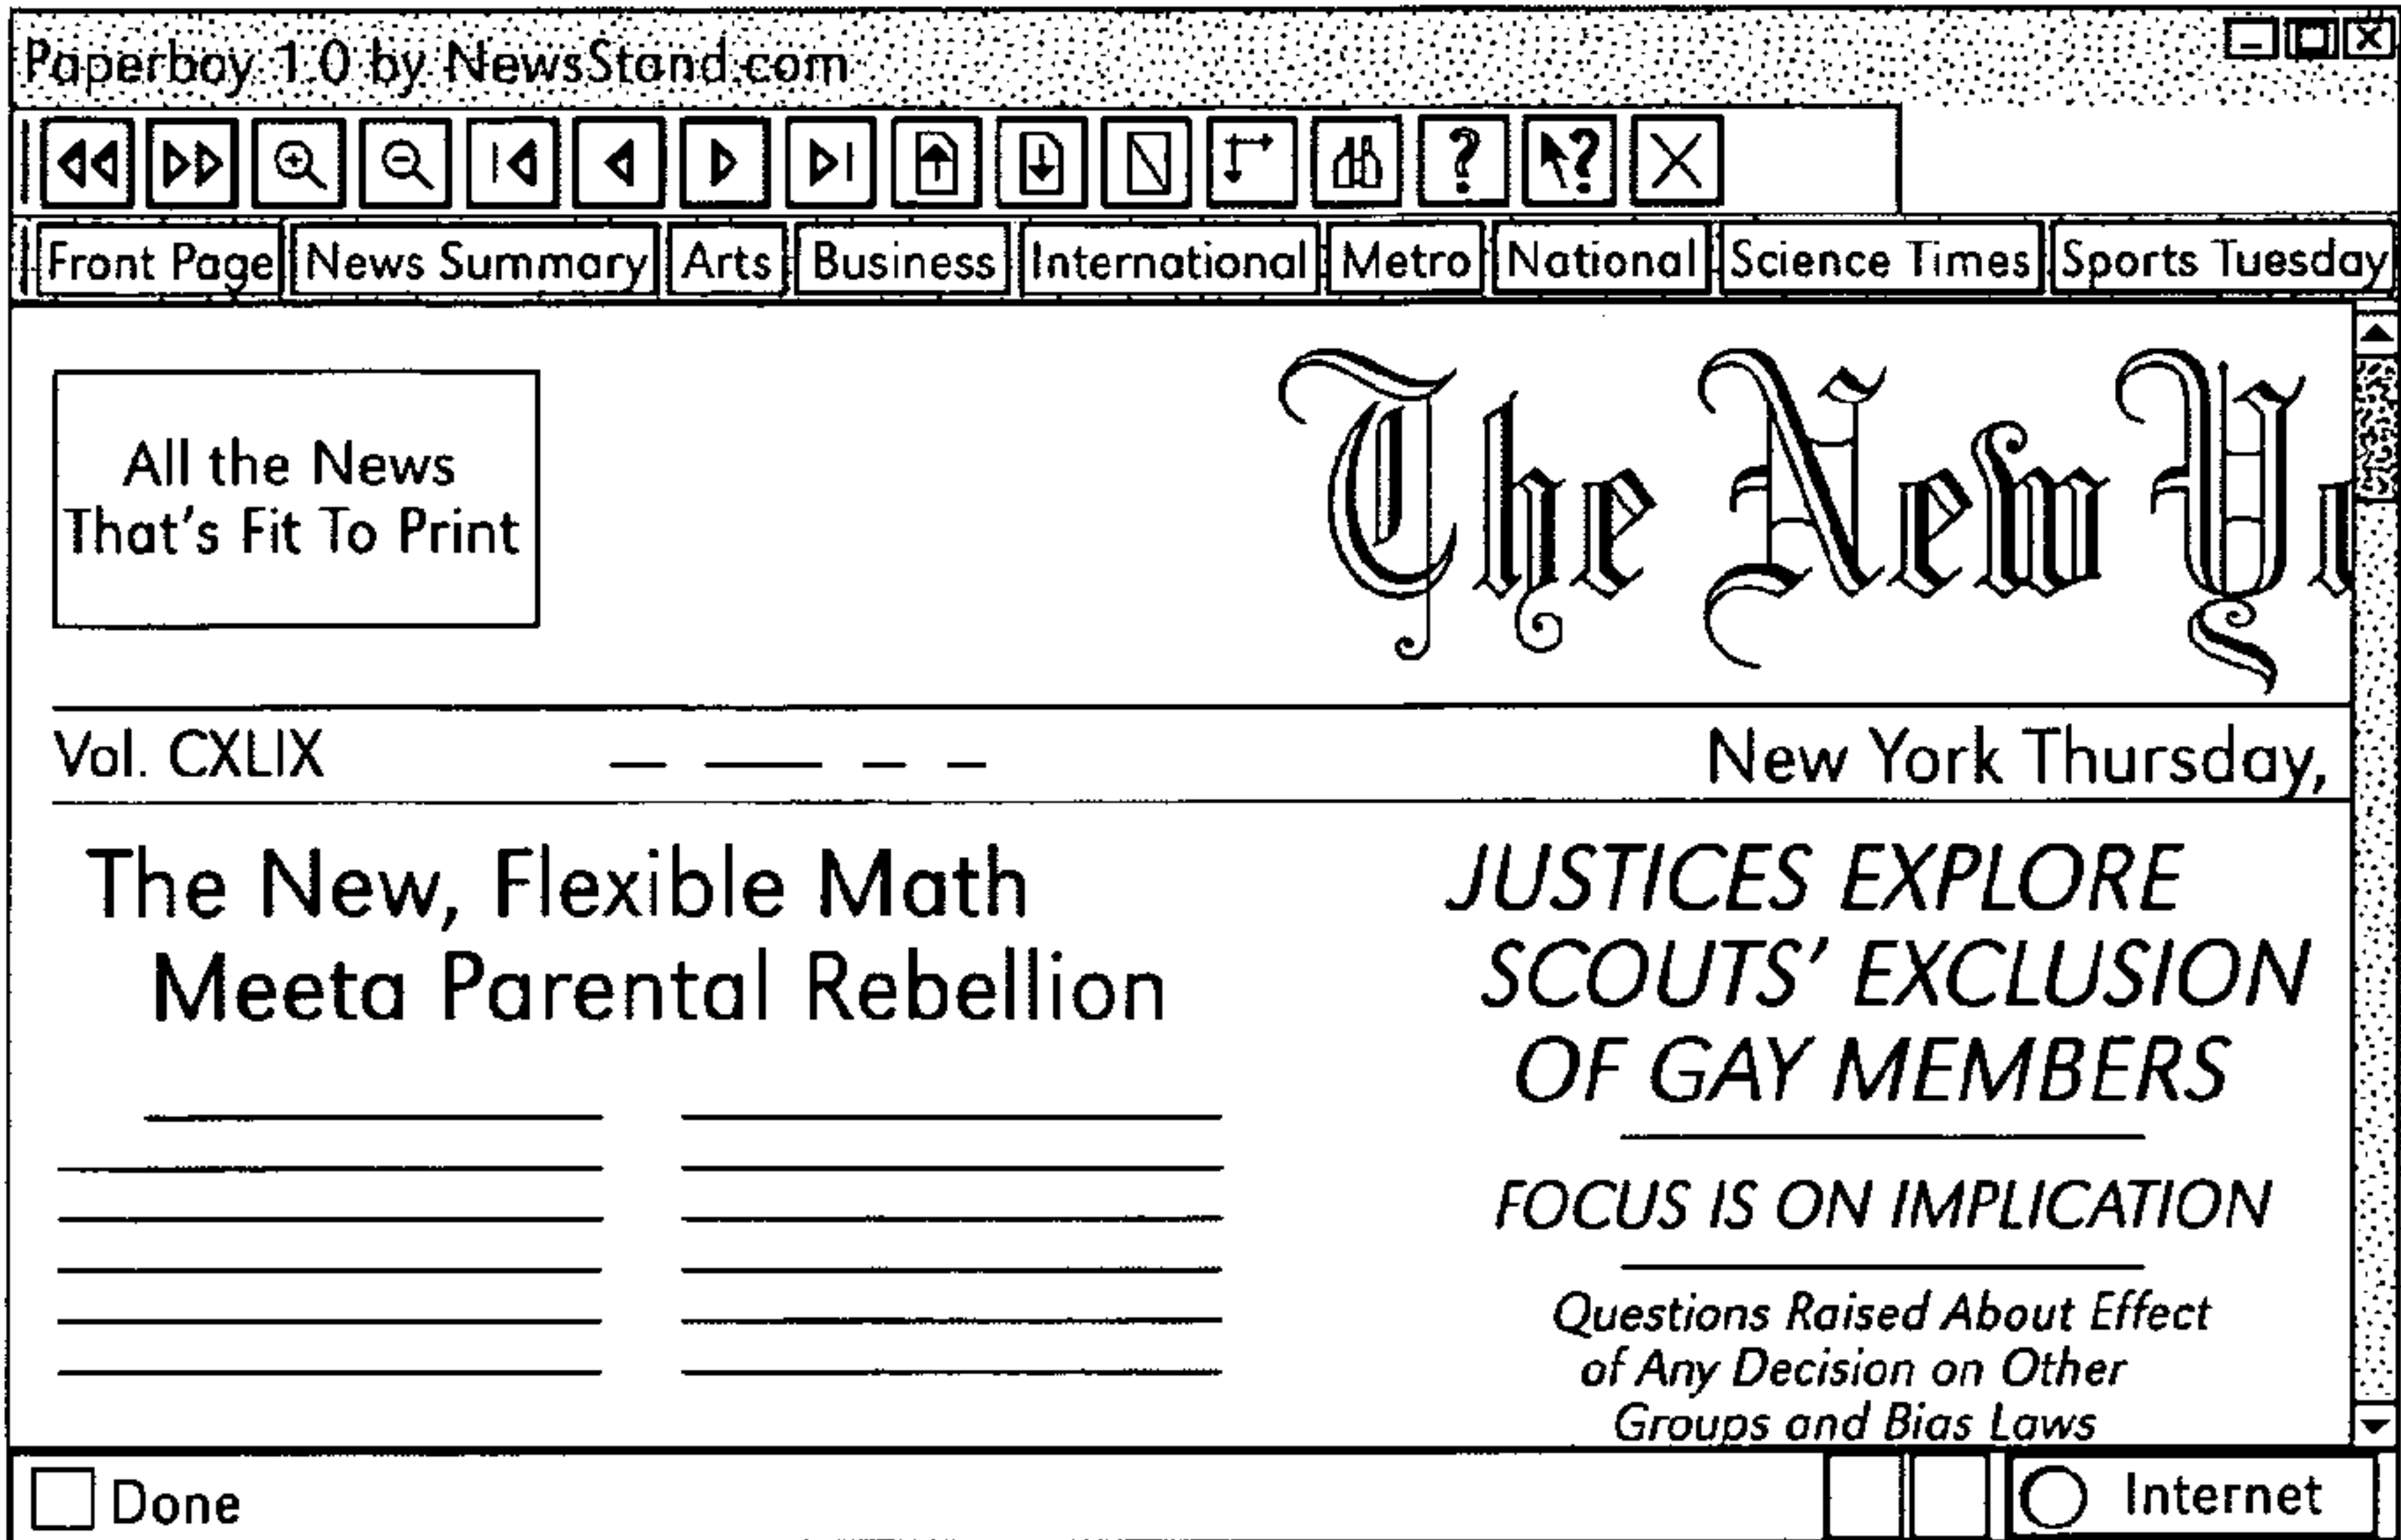 Paperboy 1.0 by NewsStand.com
Front Page News Summary Arts Business International Metro National Science Times Sports Tuesday
All the News
That's Fit To Print
The New Yo
Vol. CXLIX
New York Thursday,
The New, Flexible Math
Meeta Parental Rebellion
JUSTICES EXPLORE
SCOUTS' EXCLUSION
OF GAY MEMBERS
FOCUS IS ON IMPLICATION
Questions Raised About Effect
of Any Decision on Other
Groups and Bias Laws
Done
Internet